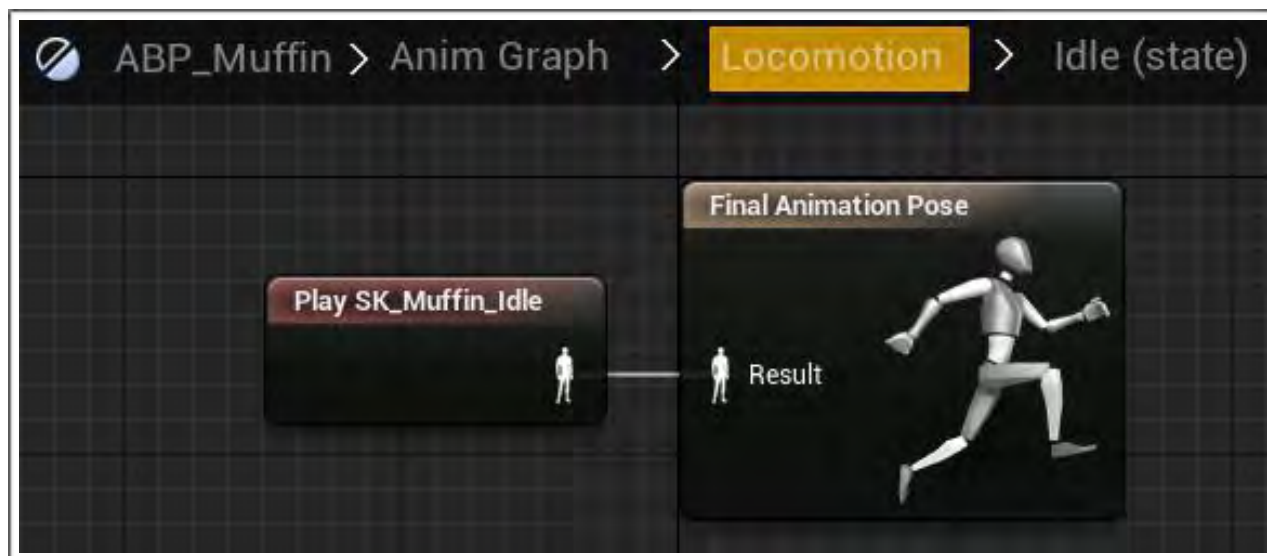 ABP_Muffin > Anim Graph > Locomotion > Idle (state)
Final Animation Pose
Play SK_Muffin_Idle
Result